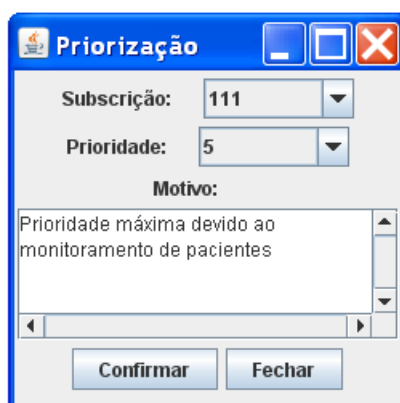 Priorização
Subscrição: 111
Prioridade: 5
Motivo:
Prioridade máxima devido ao
monitoramento de pacientes
Confirmar Fechar